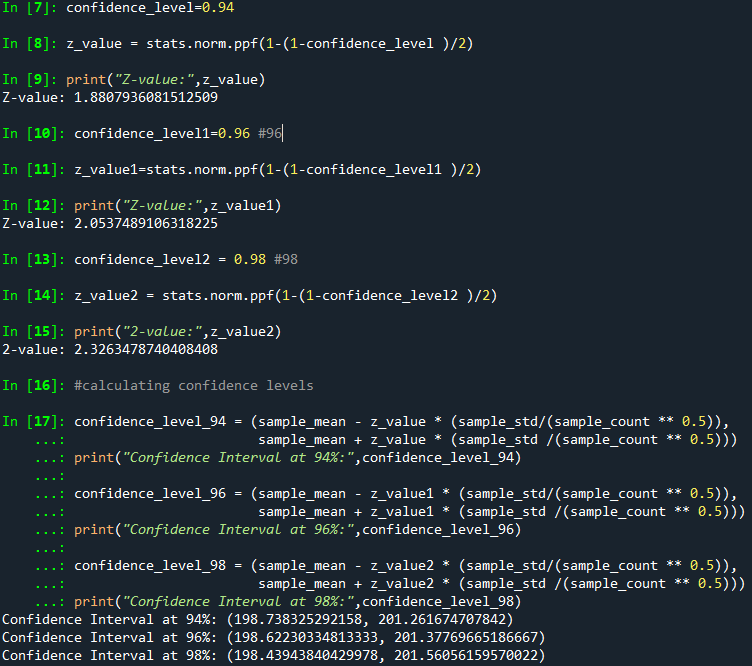 In [7]: confidence_level=0.94
In [8]: z_value = stats.norm.ppf(1-(1-confidence_level )/2)
In [9]: print("Z-value:",z_value)
Z-value: 1.8807936081512509
In [10]: confidence_level1=0.96 #96
In [11]: z_value1=stats.norm.ppf(1-(1-confidence_level1 )/2)
In [12]: print("Z-value:",z_value1)
Z-value: 2.0537489106318225
In [13]: confidence_level2 = 0.98 #98
In [14]: z_value2 = stats.norm.ppf(1-(1-confidence_level2 )/2)
In [15]: print("2-value:",z_value2)
2-value: 2.3263478740408408
In [16]: #calculating confidence levels
In [17]: confidence_level_94 = (sample_mean - z_value * (sample_std/(sample_count ** 0.5)),
...: sample_mean + z_value * (sample_std /(sample_count ** 0.5)))
...: print("Confidence Interval at 94%:",confidence_level_94)
...:
...: confidence_level_96 = (sample_mean - z_value1 * (sample_std/(sample_count ** 0.5)),
...: sample_mean + z_value1 * (sample_std /(sample_count ** 0.5)))
...: print("Confidence Interval at 96%:",confidence_level_96)
...:
...: confidence_level_98 = (sample_mean - z_value2 * (sample_std/(sample_count ** 0.5)),
...: sample_mean + z_value2 * (sample_std /(sample_count ** 0.5)))
...: print("Confidence Interval at 98%:",confidence_level_98)
Confidence Interval at 94%: (198.738325292158, 201.261674707842)
Confidence Interval at 96%: (198.62230334813333, 201.37769665186667)
Confidence Interval at 98%: (198.43943840429978, 201.56056159570022)